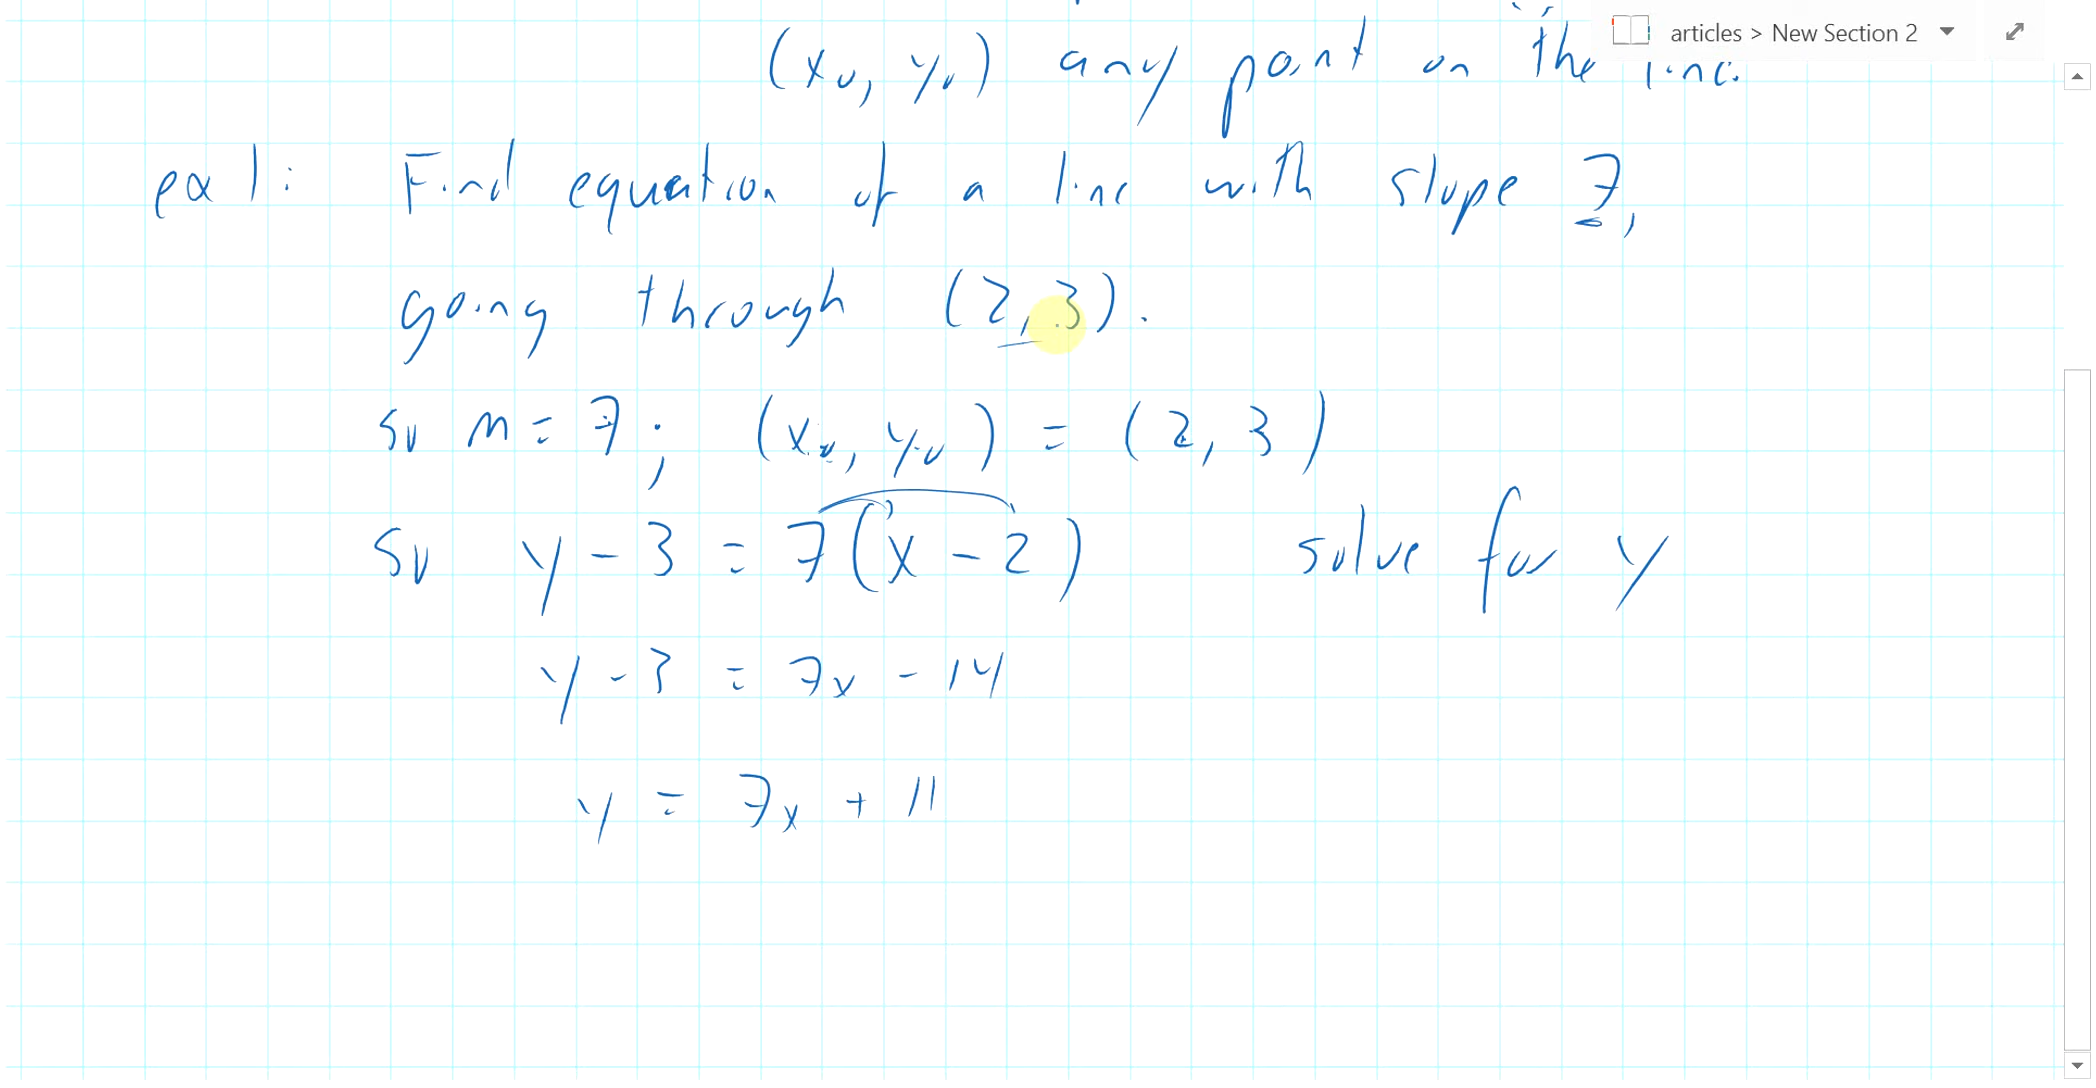 articles > New Section 2
(x₀, y₀) any point on the line.
ex 1: Find equation of a line with slope 7,
going through (2, 3).
so m = 7; (x₀, y₀) = (2, 3)
so y - 3 = 7(x - 2) solve for y
y - 3 = 7x - 14
y = 7x + 11